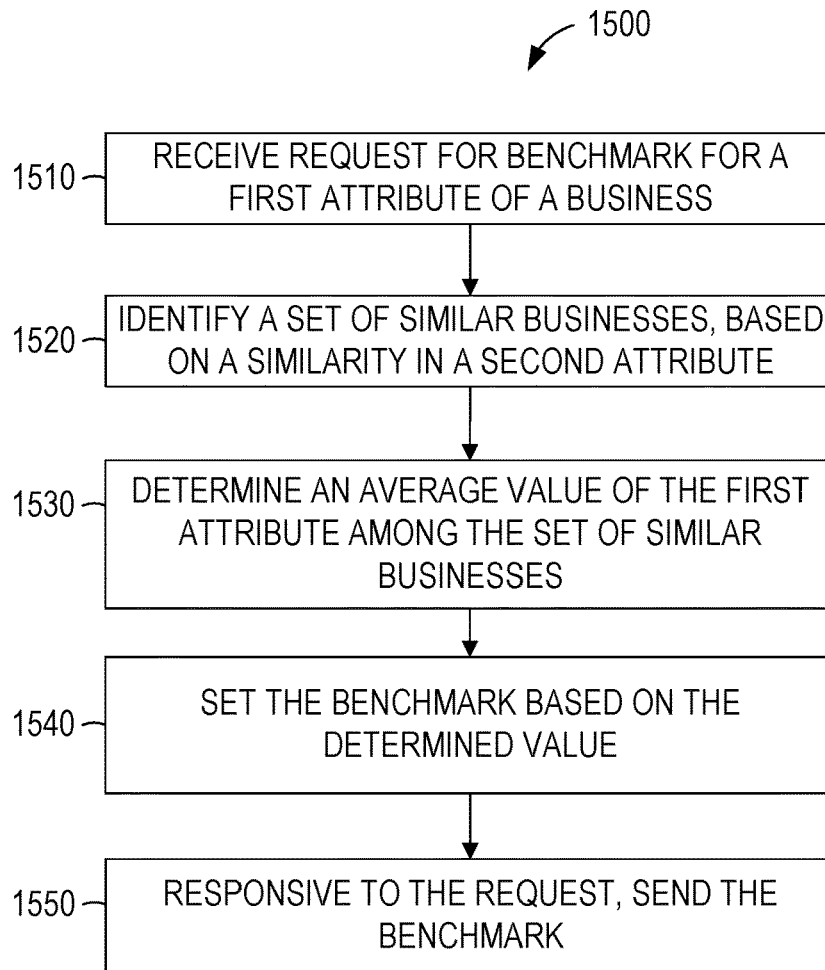 1500
1510
RECEIVE REQUEST FOR BENCHMARK FOR A
FIRST ATTRIBUTE OF A BUSINESS
1520
IDENTIFY A SET OF SIMILAR BUSINESSES, BASED
ON A SIMILARITY IN A SECOND ATTRIBUTE
1530
DETERMINE AN AVERAGE VALUE OF THE FIRST
ATTRIBUTE AMONG THE SET OF SIMILAR
BUSINESSES
1540
SET THE BENCHMARK BASED ON THE
DETERMINED VALUE
1550
RESPONSIVE TO THE REQUEST, SEND THE
BENCHMARK